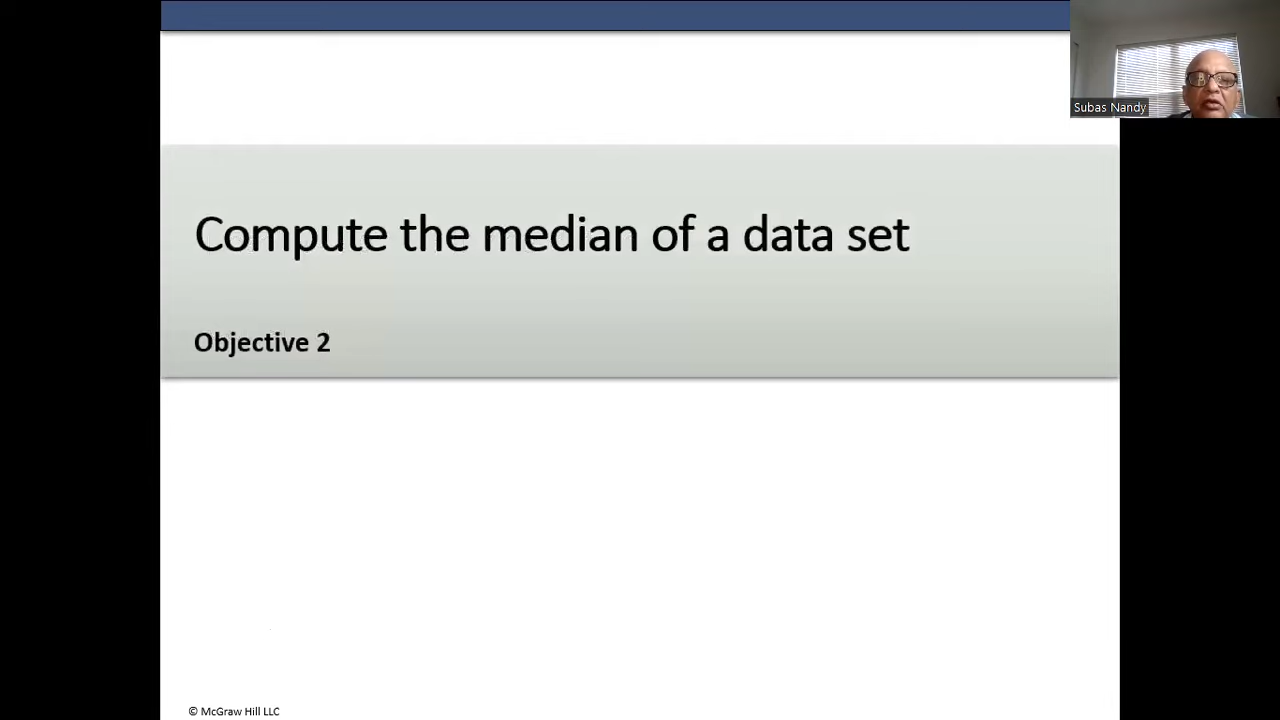 Subas Nandy
Compute the median of a data set
Objective 2
© McGraw Hill LLC